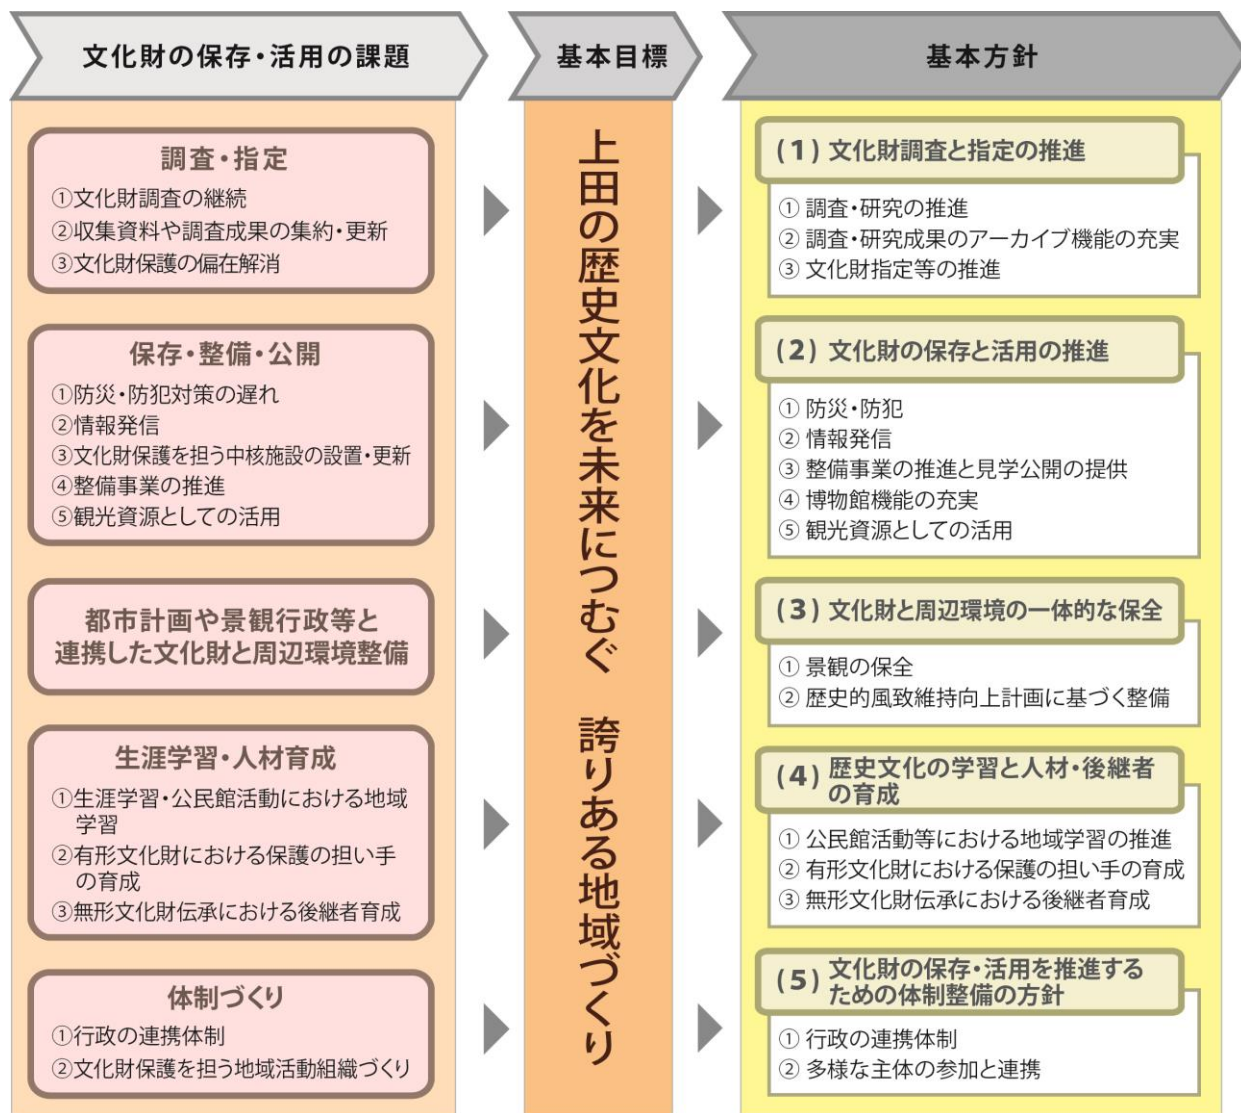 文化財の保存・活用の課題
調査・指定
①文化財調査の継続
②収集資料や調査成果の集約・更新
③文化財保護の偏在解消
保存・整備・公開
①防災・防犯対策の遅れ
②情報発信
③文化財保護を担う中核施設の設置・更新
④整備事業の推進
⑤観光資源としての活用
都市計画や景観行政等と
連携した文化財と周辺環境整備
生涯学習・人材育成
①生涯学習・公民館活動における地域
学習
②有形文化財における保護の担い手
の育成
③無形文化財伝承における後継者育成
体制づくり
①行政の連携体制
②文化財保護を担う地域活動組織づくり
基本目標
上田の歴史文化を未来につむぐ　誇りある地域づくり
基本方針
(1) 文化財調査と指定の推進
① 調査・研究の推進
② 調査・研究成果のアーカイブ機能の充実
③ 文化財指定等の推進
(2) 文化財の保存と活用の推進
① 防災・防犯
② 情報発信
③ 整備事業の推進と見学公開の提供
④ 博物館機能の充実
⑤ 観光資源としての活用
(3) 文化財と周辺環境の一体的な保全
① 景観の保全
② 歴史的風致維持向上計画に基づく整備
(4) 歴史文化の学習と人材・後継者
の育成
① 公民館活動等における地域学習の推進
② 有形文化財における保護の担い手の育成
③ 無形文化財伝承における後継者育成
(5) 文化財の保存・活用を推進する
ための体制整備の方針
① 行政の連携体制
② 多様な主体の参加と連携